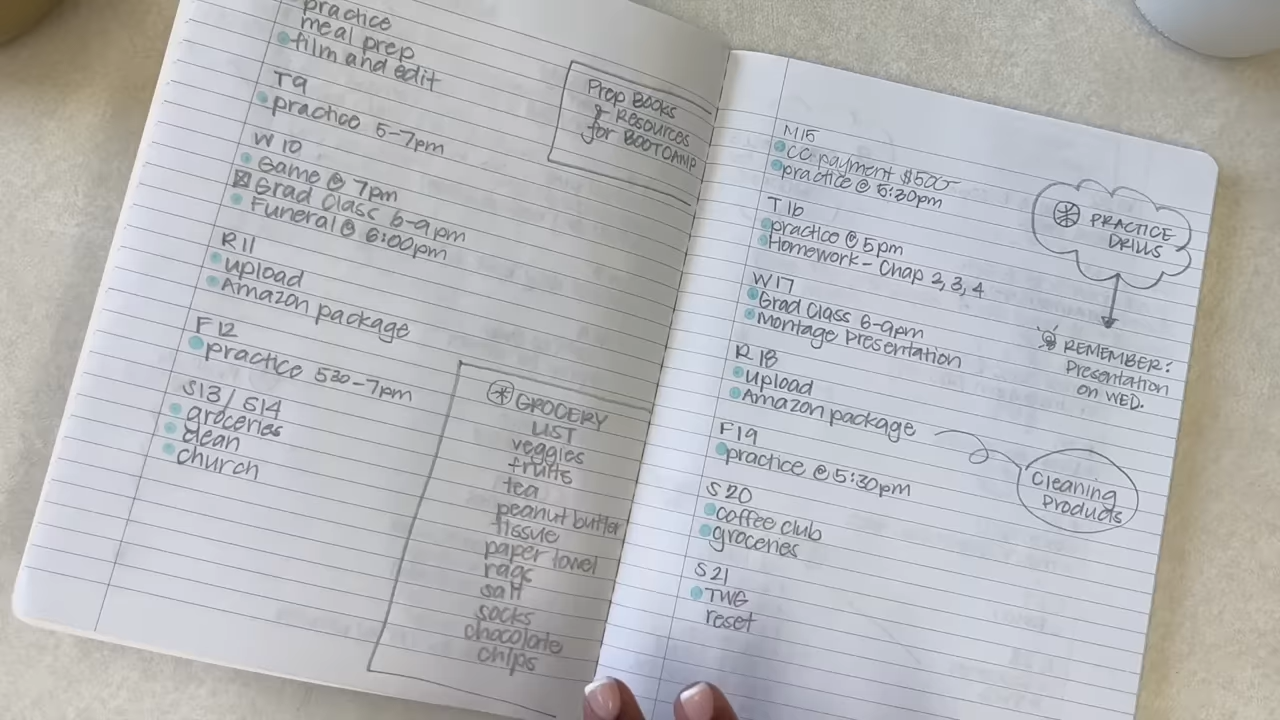 practice
meal prep
film and edit
T9
practice 5-7pm
W 10
Game @ 7pm
Grad Class 6-9pm
Funeral @ 6:00pm
R11
upload
Amazon package
F12
practice 530-7pm
S13/S14
groceries
clean
church
Prep Books
& Resources
for BOOTCAMP
GROCERY
LIST
veggies
fruits
tea
peanut butter
tissue
paper towel
rags
salt
socks
chocolate
chips
M15
CC payment $500
practice @ 5:30pm
T16
practice @ 5pm
Homework - Chap 2, 3, 4
W17
Grad Class 6-9pm
Montage Presentation
R 18
upload
Amazon package
F19
practice @ 5:30pm
S 20
coffee club
groceries
S 21
TWG
reset
PRACTICE
DRILLS
REMEMBER:
Presentation
on WED.
Cleaning
Products